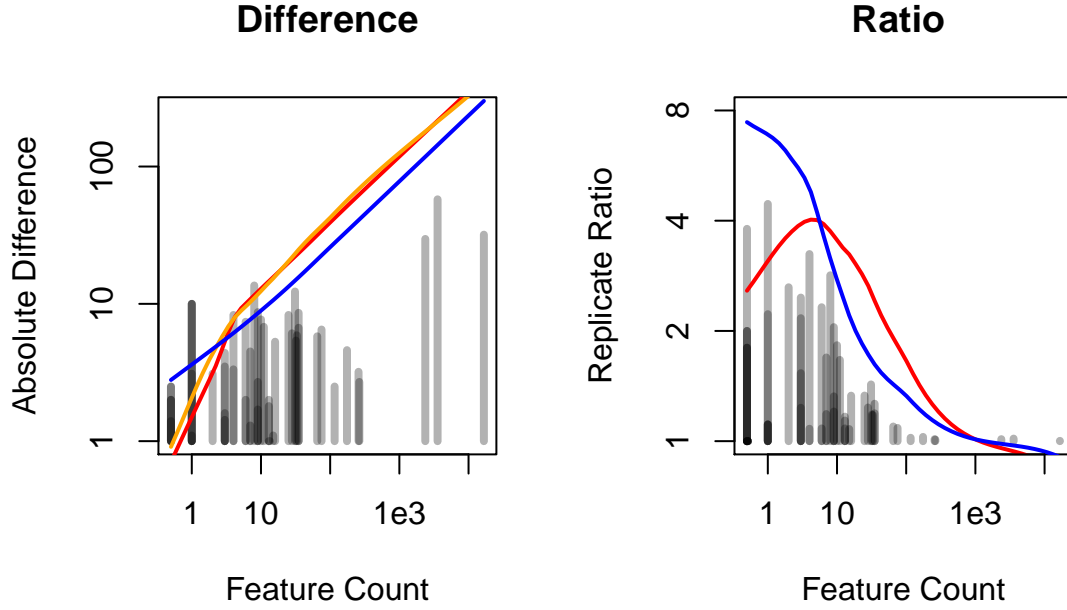 Difference
Absolute Difference
100
10
1
1
10
1e3
Feature Count
Ratio
Replicate Ratio
8
4
2
1
1
10
1e3
Feature Count